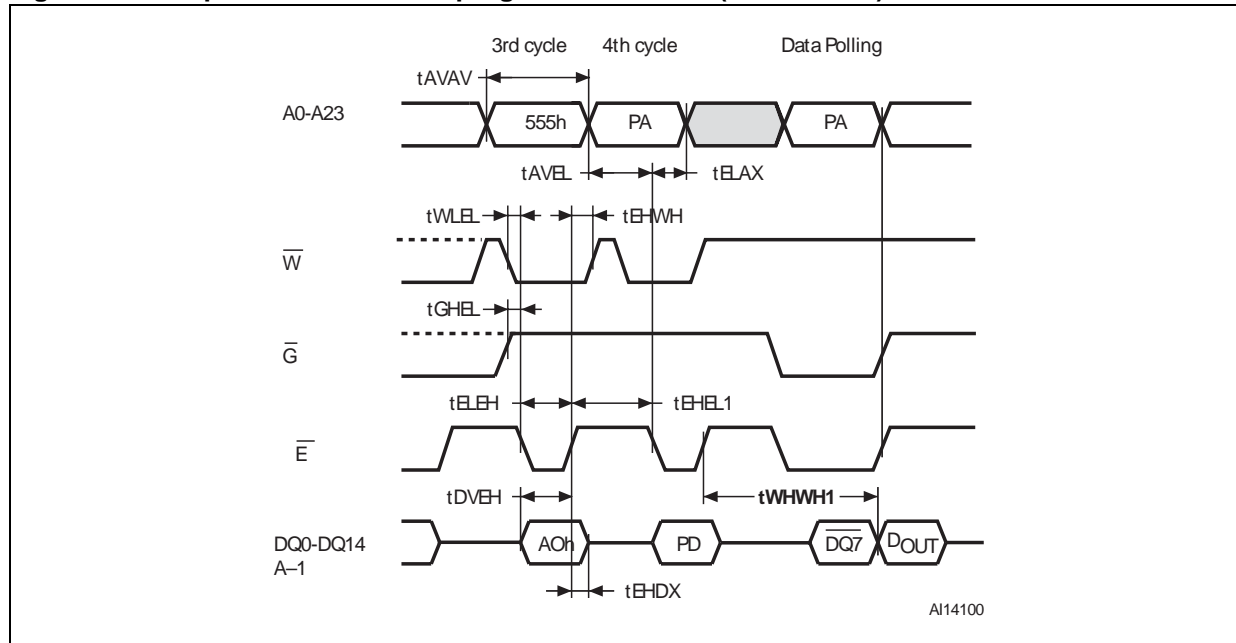 3rd cycle 4th cycle Data Polling
tAVAV
A0-A23 555h PA PA
tAVEL tELAX
tWLEL tEHWH
W
tGHEL
G
tELEH tEHEL1
E
tDVEH tWHWH1
DQ0-DQ14 AOh PD DQ7 DOUT
A–1
tEHDX
AI14100